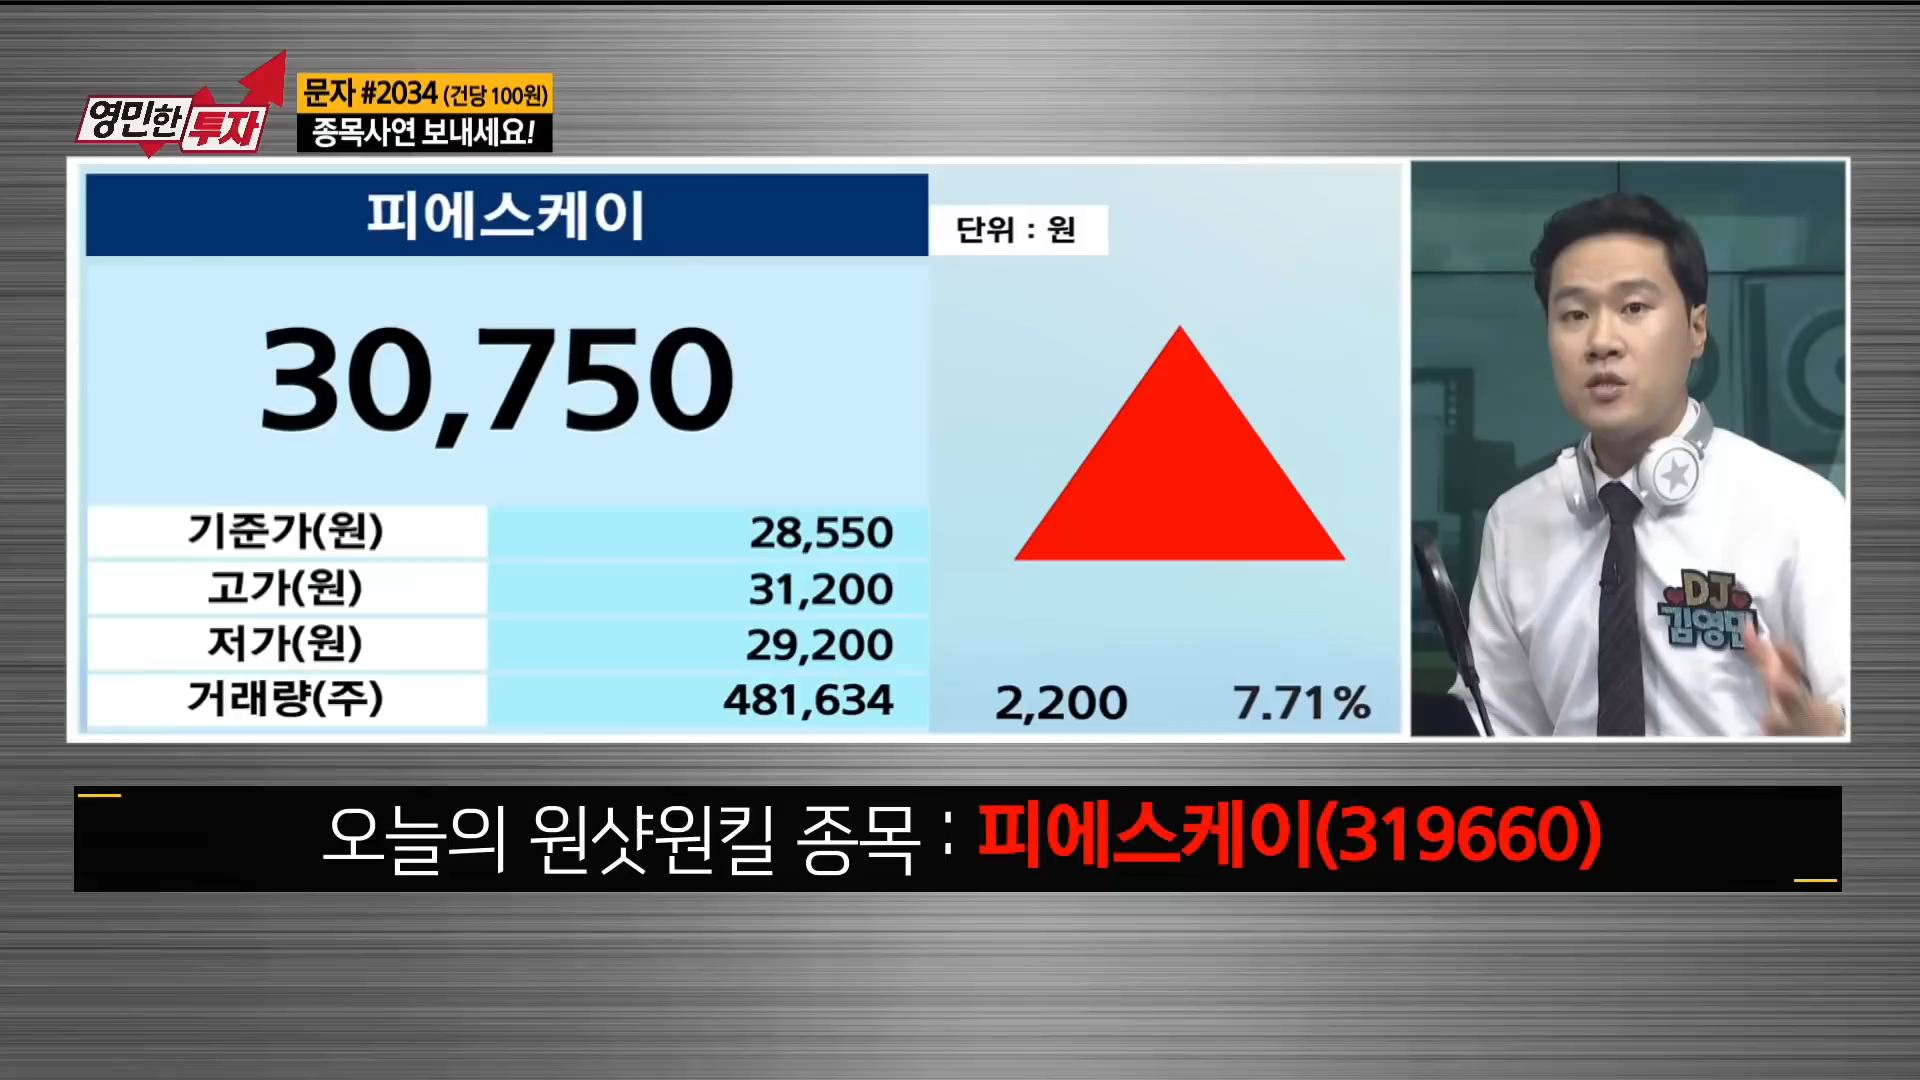 영민한 투자
문자 #2034 (건당 100원)
종목사연 보내세요!
피에스케이
단위 : 원
30,750
기준가(원) 28,550
고가(원) 31,200
저가(원) 29,200
거래량(주) 481,634
2,200 7.71%
DJ
김영민
오늘의 원샷원킬 종목 : 피에스케이(319660)